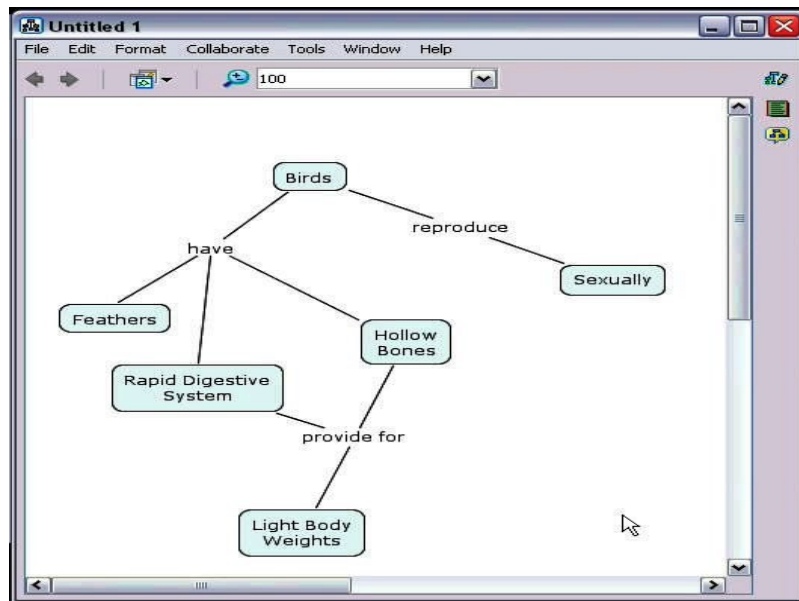 Untitled 1
File Edit Format Collaborate Tools Window Help
100
Birds
reproduce
have
Sexually
Feathers
Hollow
Bones
Rapid Digestive
System
provide for
Light Body
Weights